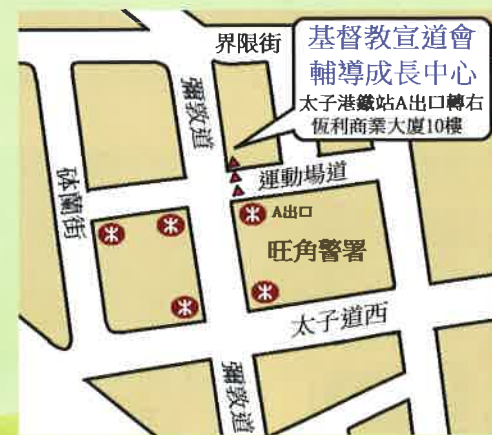 界限街
基督教宣道會
輔導成長中心
太子港鐵站A出口轉右
恆利商業大廈10樓
彌敦道
運動場道
砵蘭街
A出口
旺角警署
太子道西
彌敦道